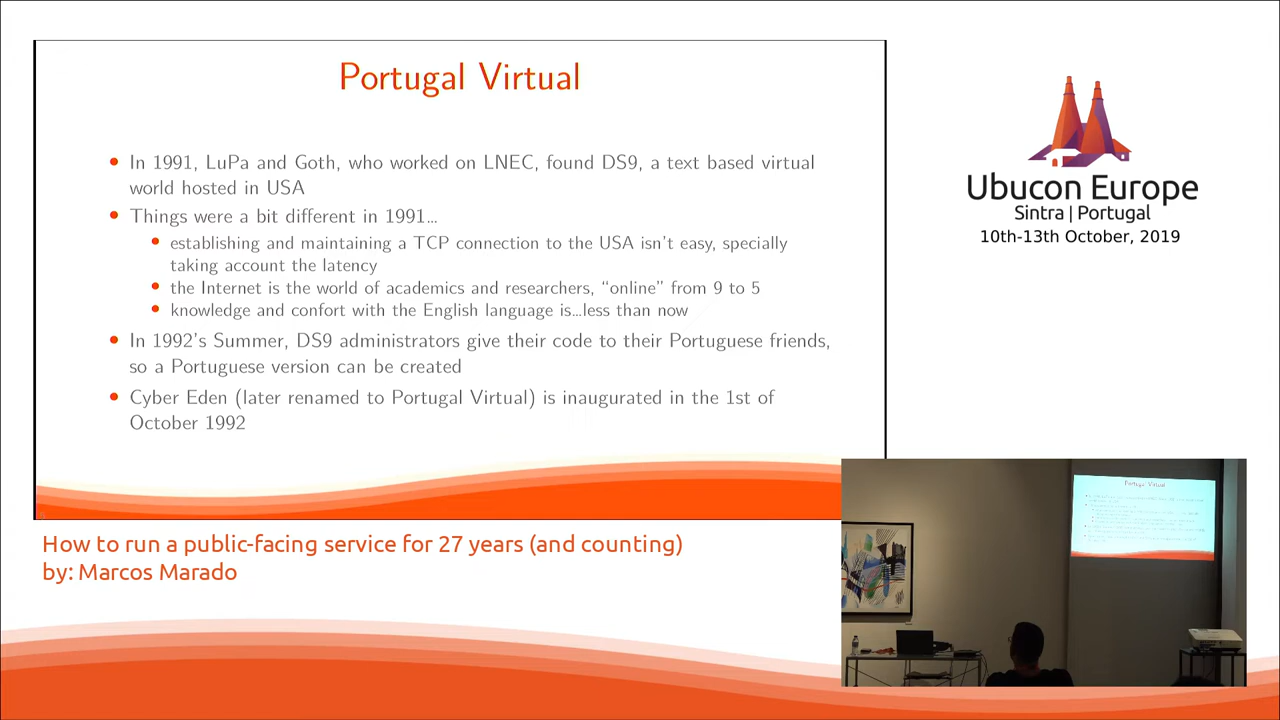 Portugal Virtual
In 1991, LuPa and Goth, who worked on LNEC, found DS9, a text based virtual
world hosted in USA
Things were a bit different in 1991…
establishing and maintaining a TCP connection to the USA isn't easy, specially
taking account the latency
the Internet is the world of academics and researchers, “online” from 9 to 5
knowledge and confort with the English language is…less than now
In 1992's Summer, DS9 administrators give their code to their Portuguese friends,
so a Portuguese version can be created
Cyber Eden (later renamed to Portugal Virtual) is inaugurated in the 1st of
October 1992
How to run a public-facing service for 27 years (and counting)
by: Marcos Marado
Ubucon Europe
Sintra | Portugal
10th-13th October, 2019
Portugal Virtual